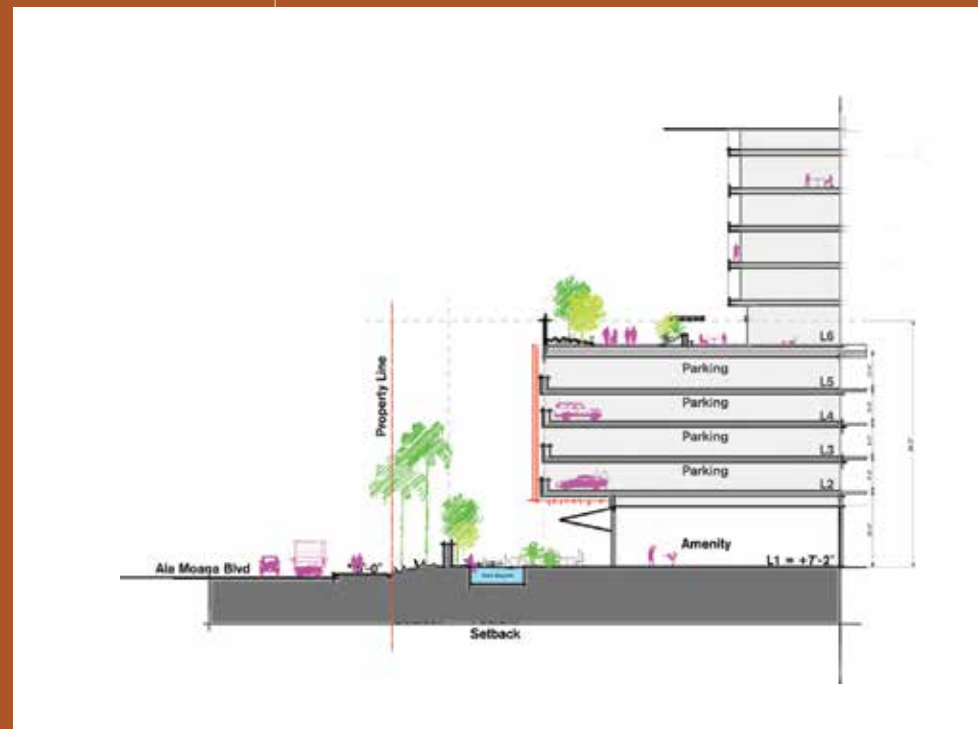 L6
Parking
L5
Property Line
Parking
L4
Parking
L3
Parking
L2
Amenity
L1 = +7'-2"
Ala Moana Blvd
Setback